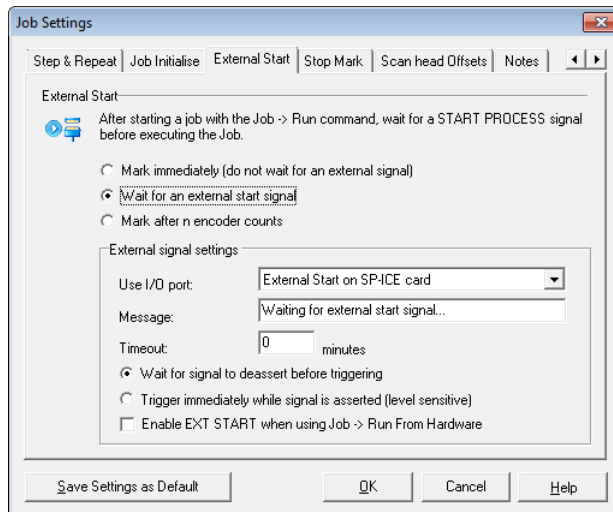 Job Settings
Step & Repeat
Job Initialise
External Start
Stop Mark
Scan head Offsets
Notes
External Start
After starting a job with the Job -> Run command, wait for a START PROCESS signal
before executing the Job.
Mark immediately (do not wait for an external signal)
Wait for an external start signal
Mark after n encoder counts
External signal settings
Use I/O port:
External Start on SP-ICE card
Message:
Waiting for external start signal...
Timeout:
0
minutes
Wait for signal to deassert before triggering
Trigger immediately while signal is asserted (level sensitive)
Enable EXT START when using Job -> Run From Hardware
Save Settings as Default
OK
Cancel
Help